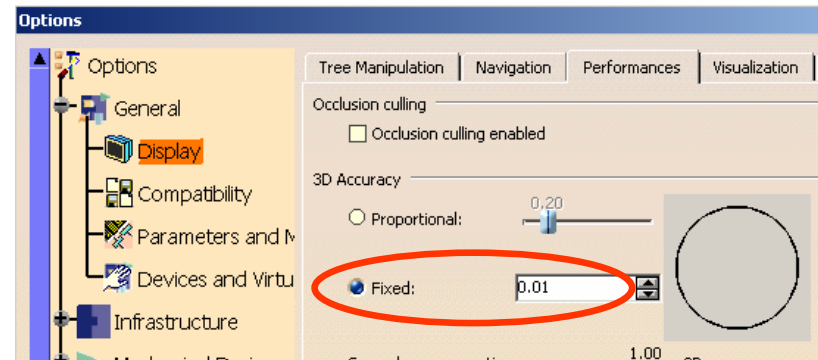 Options
Options
General
Display
Compatibility
Parameters and M
Devices and Virtu
Infrastructure
Tree Manipulation Navigation Performances Visualization
Occlusion culling
Occlusion culling enabled
3D Accuracy
Proportional: 0.20
Fixed: 0.01
1.00